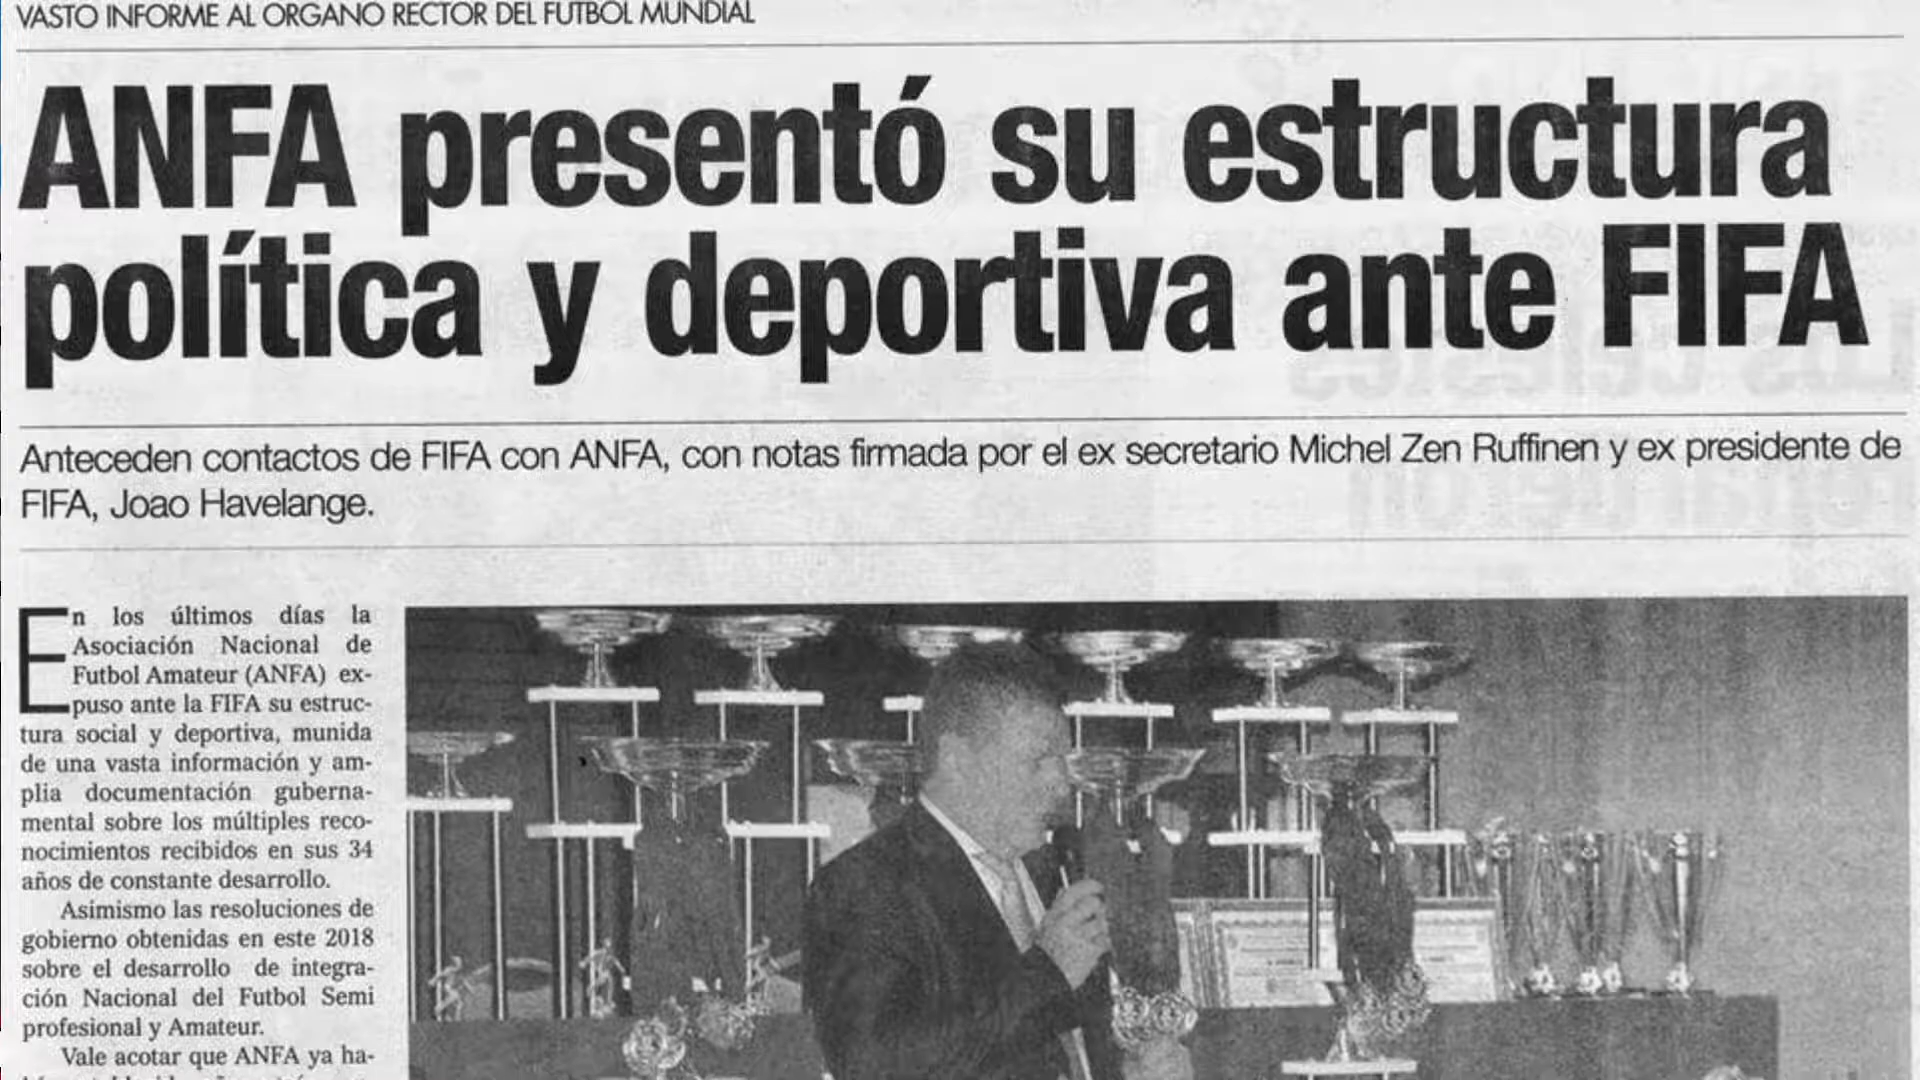 VASTO INFORME AL ORGANO RECTOR DEL FUTBOL MUNDIAL
ANFA presentó su estructura
política y deportiva ante FIFA
Anteceden contactos de FIFA con ANFA, con notas firmada por el ex secretario Michel Zen Ruffinen y ex presidente de
FIFA, Joao Havelange.
En los últimos días la
Asociación Nacional de
Futbol Amateur (ANFA) ex-
puso ante la FIFA su estruc-
tura social y deportiva, munida
de una vasta información y am-
plia documentación guberna-
mental sobre los múltiples reco-
nocimientos recibidos en sus 34
años de constante desarrollo.
Asimismo las resoluciones de
gobierno obtenidas en este 2018
sobre el desarrollo de integra-
ción Nacional del Futbol Semi
profesional y Amateur.
Vale acotar que ANFA ya ha-